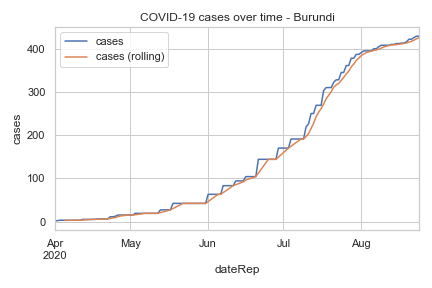 COVID-19 cases over time - Burundi
cases
cases (rolling)
400
300
200
100
0
cases
Apr
2020
May
Jun
Jul
Aug
dateRep